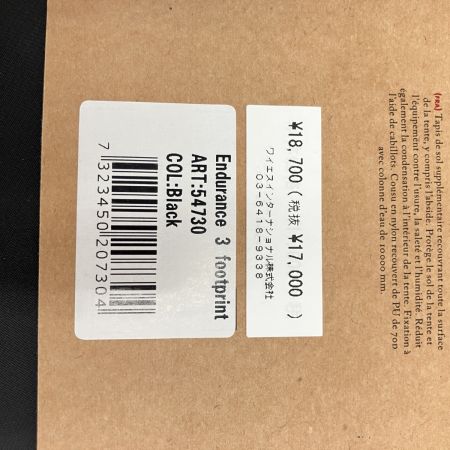 (FRA) Tapis de sol supplémentaire recouvrant toute la surface
de la tente, y compris l'abside. Protège le sol de la tente et
l'équipement contre l'usure, la saleté et l'humidité. Réduit
également la condensation à l'intérieur de la tente. Fixation à
l'aide de cabillots. Cousu en nylon recouvert de PU de 70D
avec colonne d'eau de 10000 mm.
¥18,700(税抜 ¥17,000 )
ワイエスインターナショナル株式会社
03-6418-9338
Endurance 3 footprint
ART:54730
COL:Black
7 323450 207304